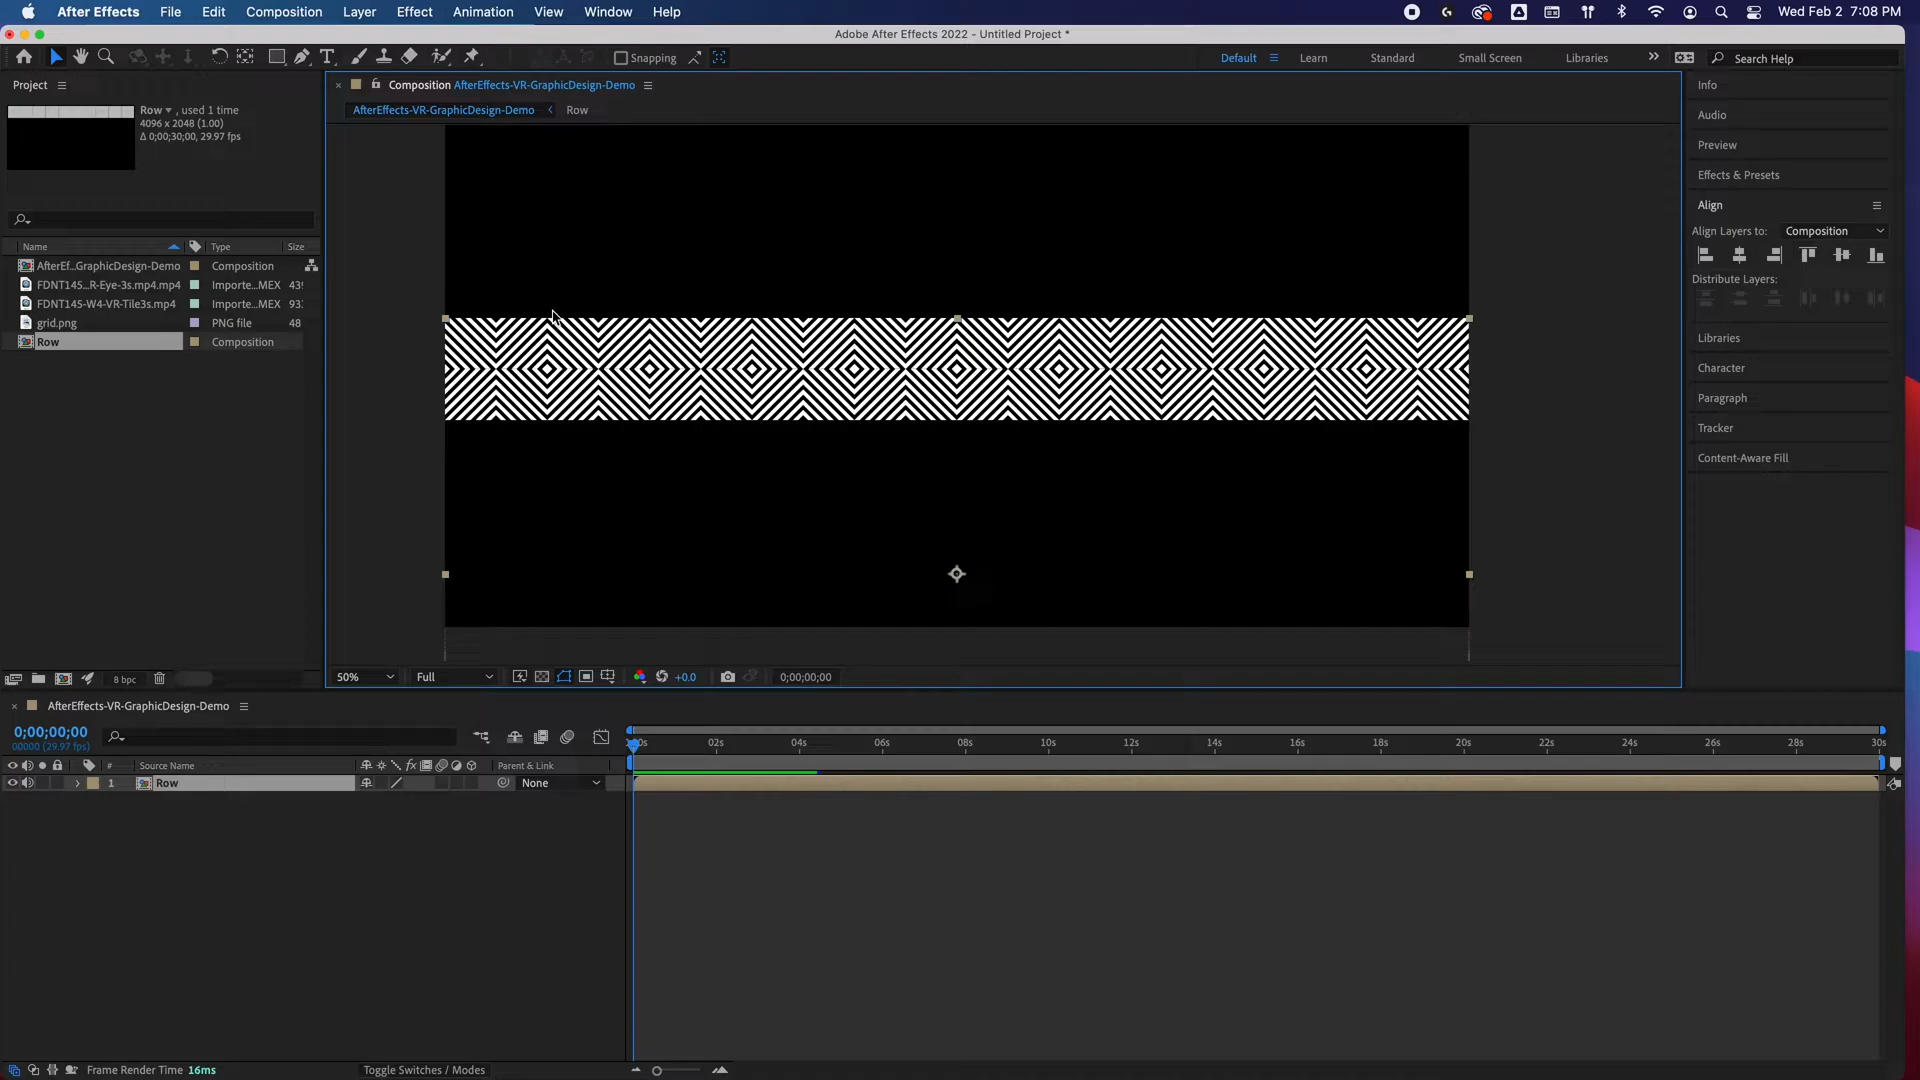 After Effects File Edit Composition Layer Effect Animation View Window Help Wed Feb 2 7:08 PM
Adobe After Effects 2022 - Untitled Project *
Snapping Default Learn Standard Small Screen Libraries Search Help
Project
Row , used 1 time
4096 x 2048 (1.00)
Δ 0;00;30;00, 29.97 fps
Name Type Size
AfterEf...GraphicDesign-Demo Composition
FDNT145...R-Eye-3s.mp4.mp4 Importe...MEX 43
FDNT145-W4-VR-Tile3s.mp4 Importe...MEX 93
grid.png PNG file 48
Row Composition
8 bpc
Composition AfterEffects-VR-GraphicDesign-Demo
AfterEffects-VR-GraphicDesign-Demo Row
50% Full +0.0 0;00;00;00
Info
Audio
Preview
Effects & Presets
Align
Align Layers to: Composition
Distribute Layers:
Libraries
Character
Paragraph
Tracker
Content-Aware Fill
AfterEffects-VR-GraphicDesign-Demo
0;00;00;00
00000 (29.97 fps)
02s 04s 06s 08s 10s 12s 14s 16s 18s 20s 22s 24s 26s 28s 30s
# Source Name fx Parent & Link
1 Row None
Frame Render Time 16ms Toggle Switches / Modes